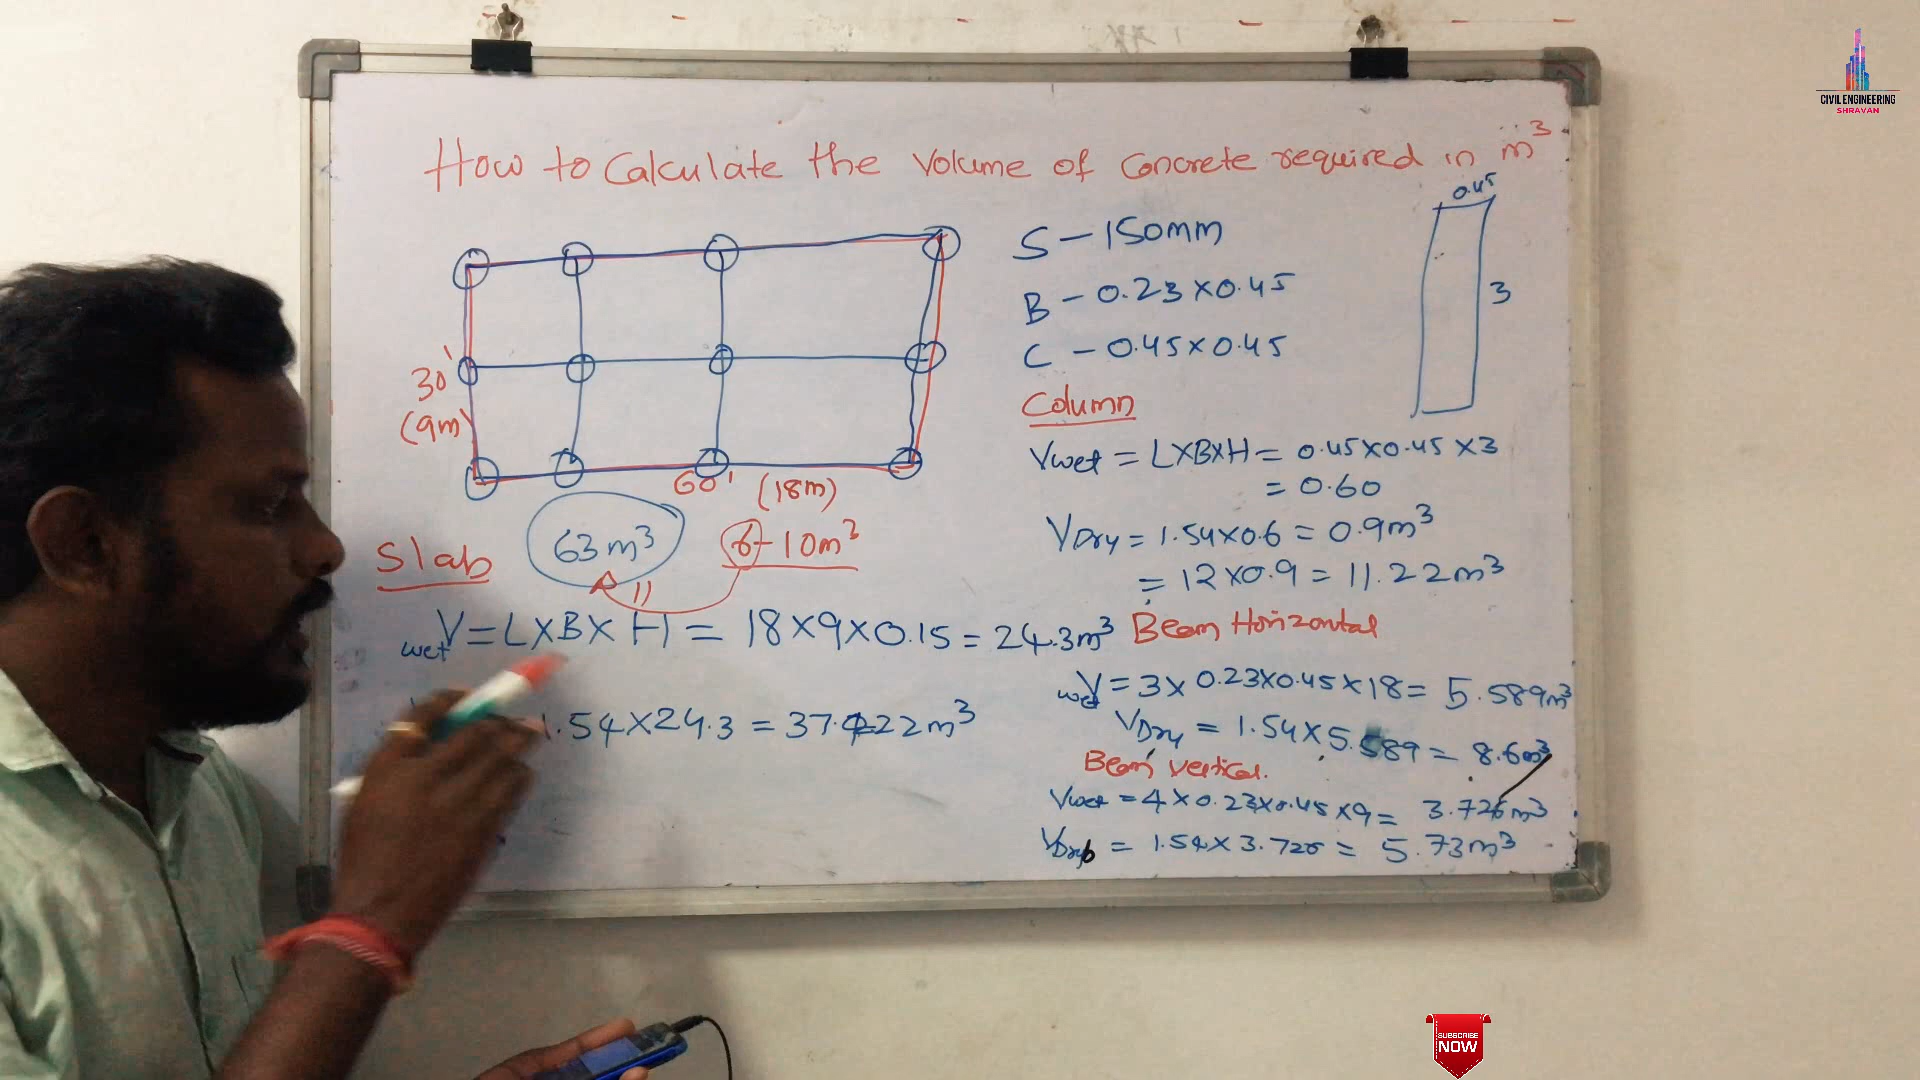 How to Calculate the Volume of Concrete required in m³
CIVIL ENGINEERING
SHRAVAN
0.45
3
S - 150mm
B - 0.23 × 0.45
C - 0.45 × 0.45
30'
(9m)
60' (18m)
Column
Vwet = L×B×H = 0.45×0.45×3
= 0.60
VDry = 1.54×0.6 = 0.9m³
= 12×0.9 = 11.22m³
Slab
63m³
6-10m³
V wet = L×B×H = 18×9×0.15 = 24.3m³
1.54×24.3 = 37.422m³
Beam Horizontal
V wet = 3× 0.23×0.45×18 = 5.589m³
VDry = 1.54×5.589 = 8.6m³
Beam Vertical.
Vwet = 4×0.23×0.45×9 = 3.726m³
VDry = 1.54×3.726 = 5.73m³
SUBSCRIBE
NOW